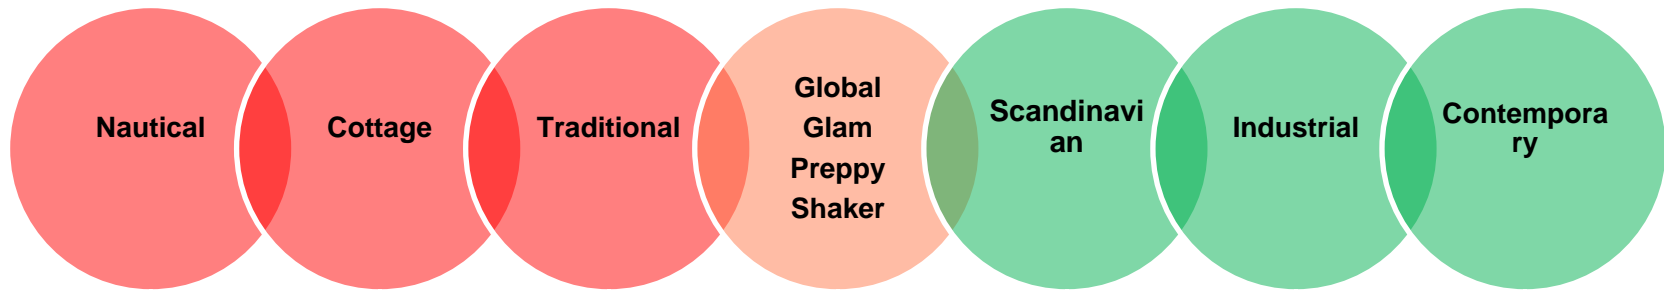 Nautical
Cottage
Traditional
Global
Glam
Preppy
Shaker
Scandinavi
an
Industrial
Contempora
ry